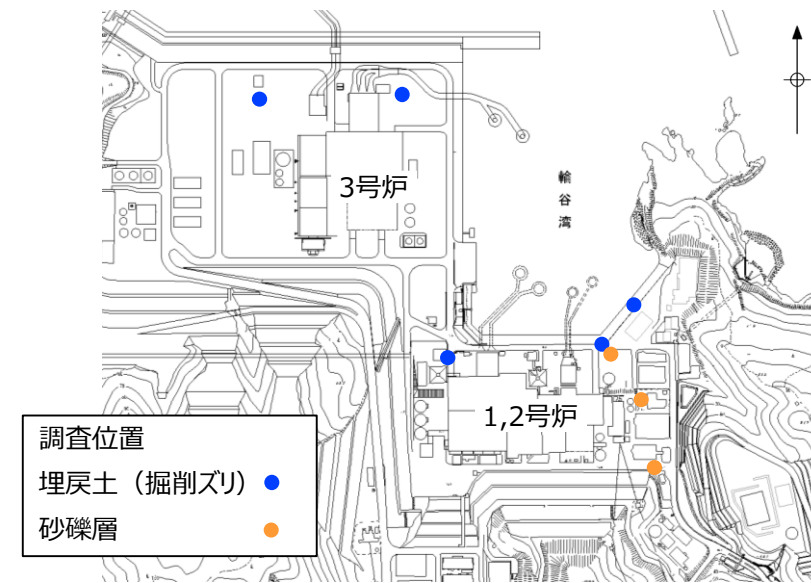 3号炉
輪谷湾
1,2号炉
調査位置
埋戻土（掘削ズリ）
砂礫層